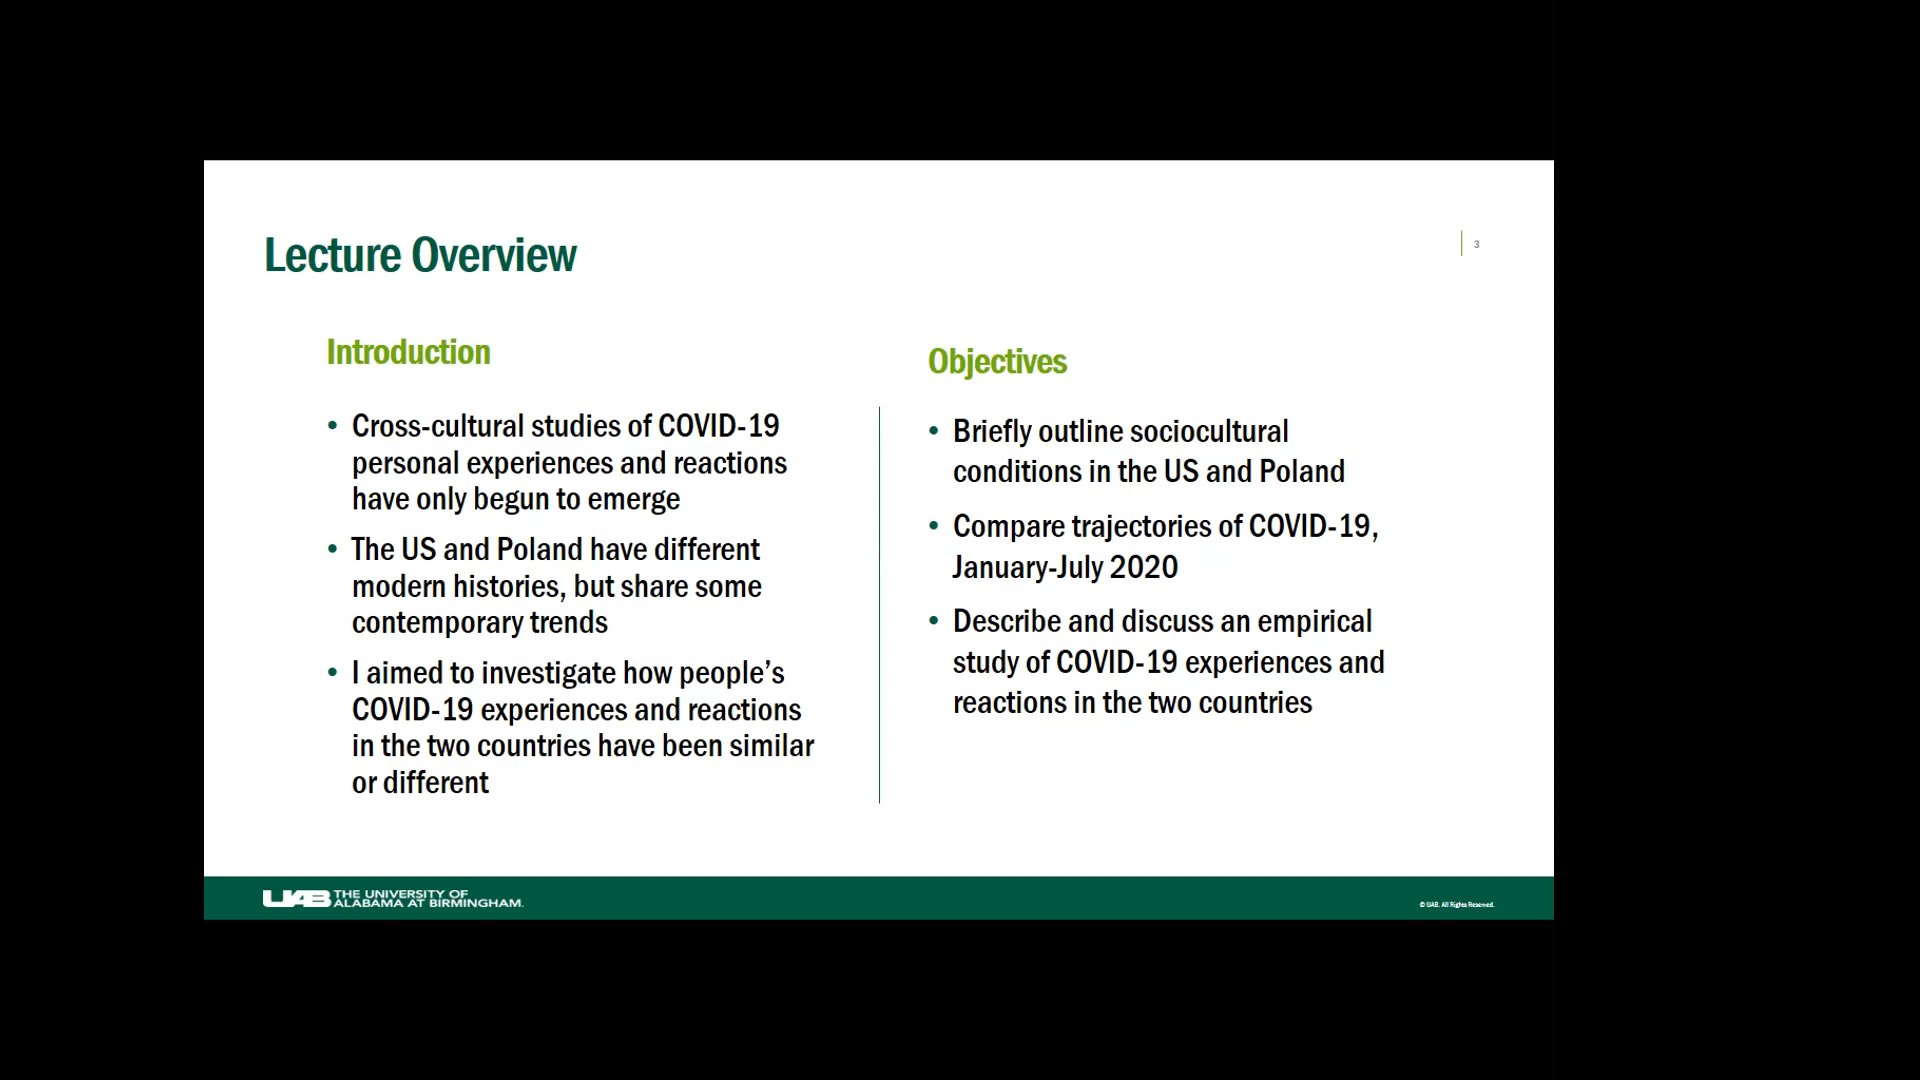 Lecture Overview
3
Introduction
• Cross-cultural studies of COVID-19
personal experiences and reactions
have only begun to emerge
• The US and Poland have different
modern histories, but share some
contemporary trends
• I aimed to investigate how people’s
COVID-19 experiences and reactions
in the two countries have been similar
or different
Objectives
• Briefly outline sociocultural
conditions in the US and Poland
• Compare trajectories of COVID-19,
January-July 2020
• Describe and discuss an empirical
study of COVID-19 experiences and
reactions in the two countries
UAB THE UNIVERSITY OF
ALABAMA AT BIRMINGHAM.
© UAB. All Rights Reserved.